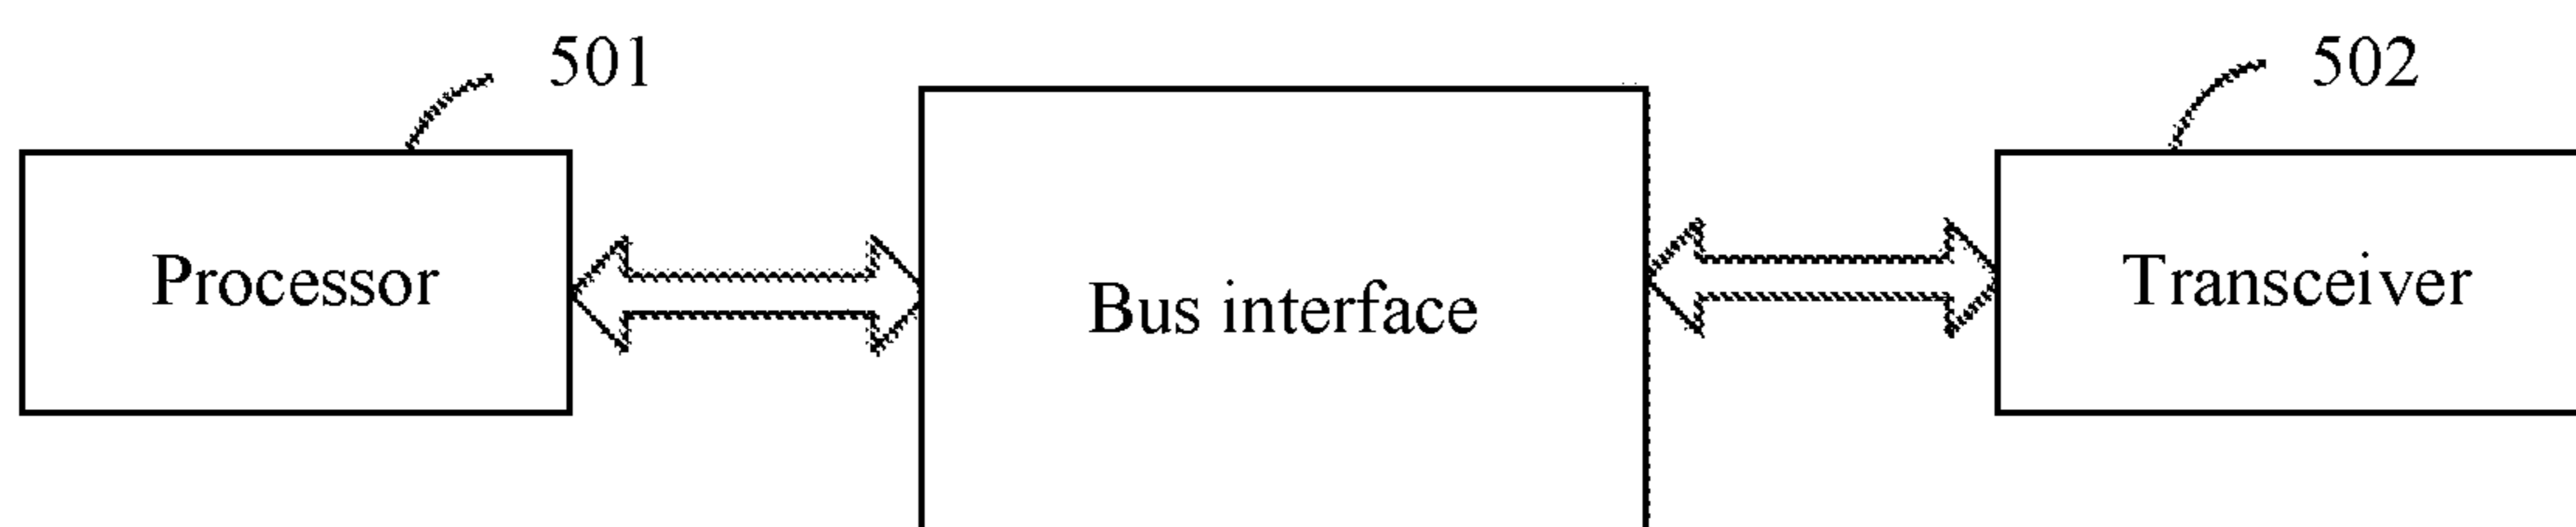 501
502
Processor
Bus interface
Transceiver